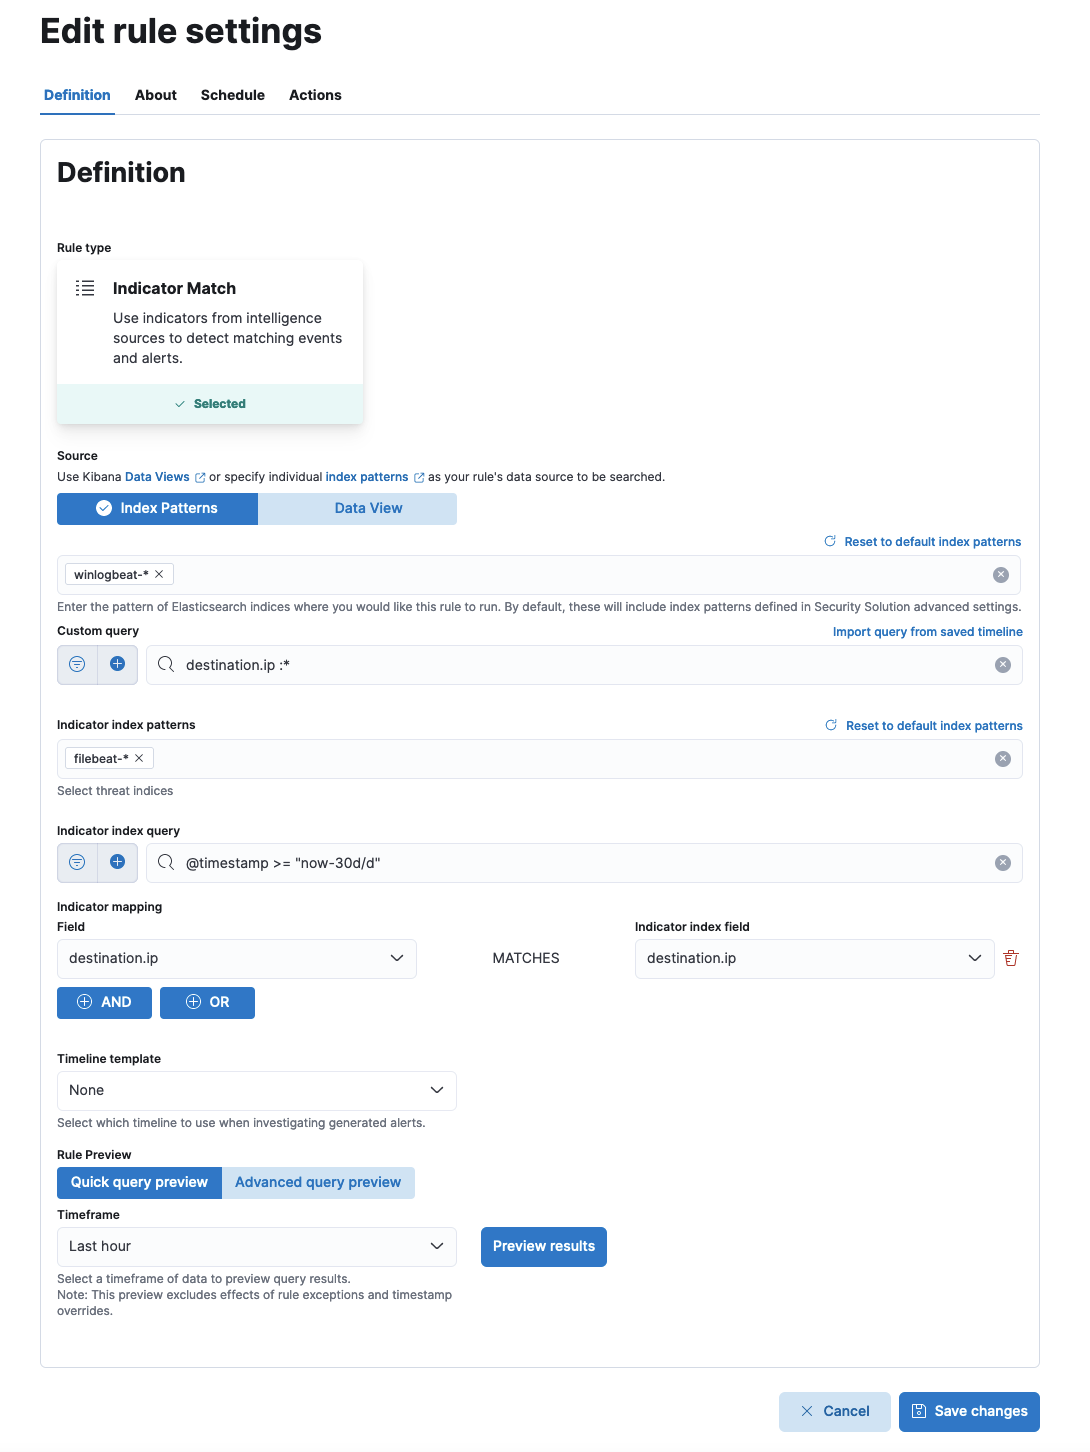 Edit rule settings
Definition About Schedule Actions
Definition
Rule type
Indicator Match
Use indicators from intelligence
sources to detect matching events
and alerts.
Selected
Source
Use Kibana Data Views or specify individual index patterns as your rule's data source to be searched.
Index Patterns Data View
Reset to default index patterns
winlogbeat-*
Enter the pattern of Elasticsearch indices where you would like this rule to run. By default, these will include index patterns defined in Security Solution advanced settings.
Custom query Import query from saved timeline
destination.ip :*
Indicator index patterns Reset to default index patterns
filebeat-*
Select threat indices
Indicator index query
@timestamp >= "now-30d/d"
Indicator mapping
Field Indicator index field
destination.ip MATCHES destination.ip
AND OR
Timeline template
None
Select which timeline to use when investigating generated alerts.
Rule Preview
Quick query preview Advanced query preview
Timeframe
Last hour Preview results
Select a timeframe of data to preview query results.
Note: This preview excludes effects of rule exceptions and timestamp
overrides.
Cancel Save changes